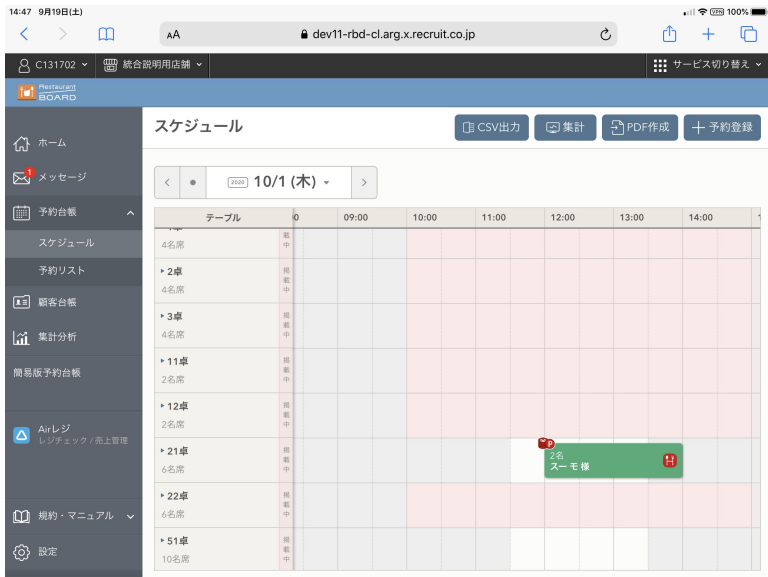 14:47 9月19日(土)
VPN 100%
AA
dev11-rbd-cl.arg.x.recruit.co.jp
C131702
統合説明用店舗
サービス切り替え
Restaurant
BOARD
スケジュール
CSV出力
集計
PDF作成
予約登録
ホーム
1
メッセージ
予約台帳
スケジュール
予約リスト
顧客台帳
集計分析
簡易版予約台帳
Airレジ
レジチェック / 売上管理
規約・マニュアル
設定
2020 10/1 (木)
テーブル
09:00
10:00
11:00
12:00
13:00
14:00
4名席
載中
2卓
4名席
掲載中
3卓
4名席
掲載中
11卓
2名席
掲載中
12卓
2名席
掲載中
21卓
6名席
掲載中
P
2名
スーモ 様
22卓
6名席
掲載中
51卓
10名席
掲載中